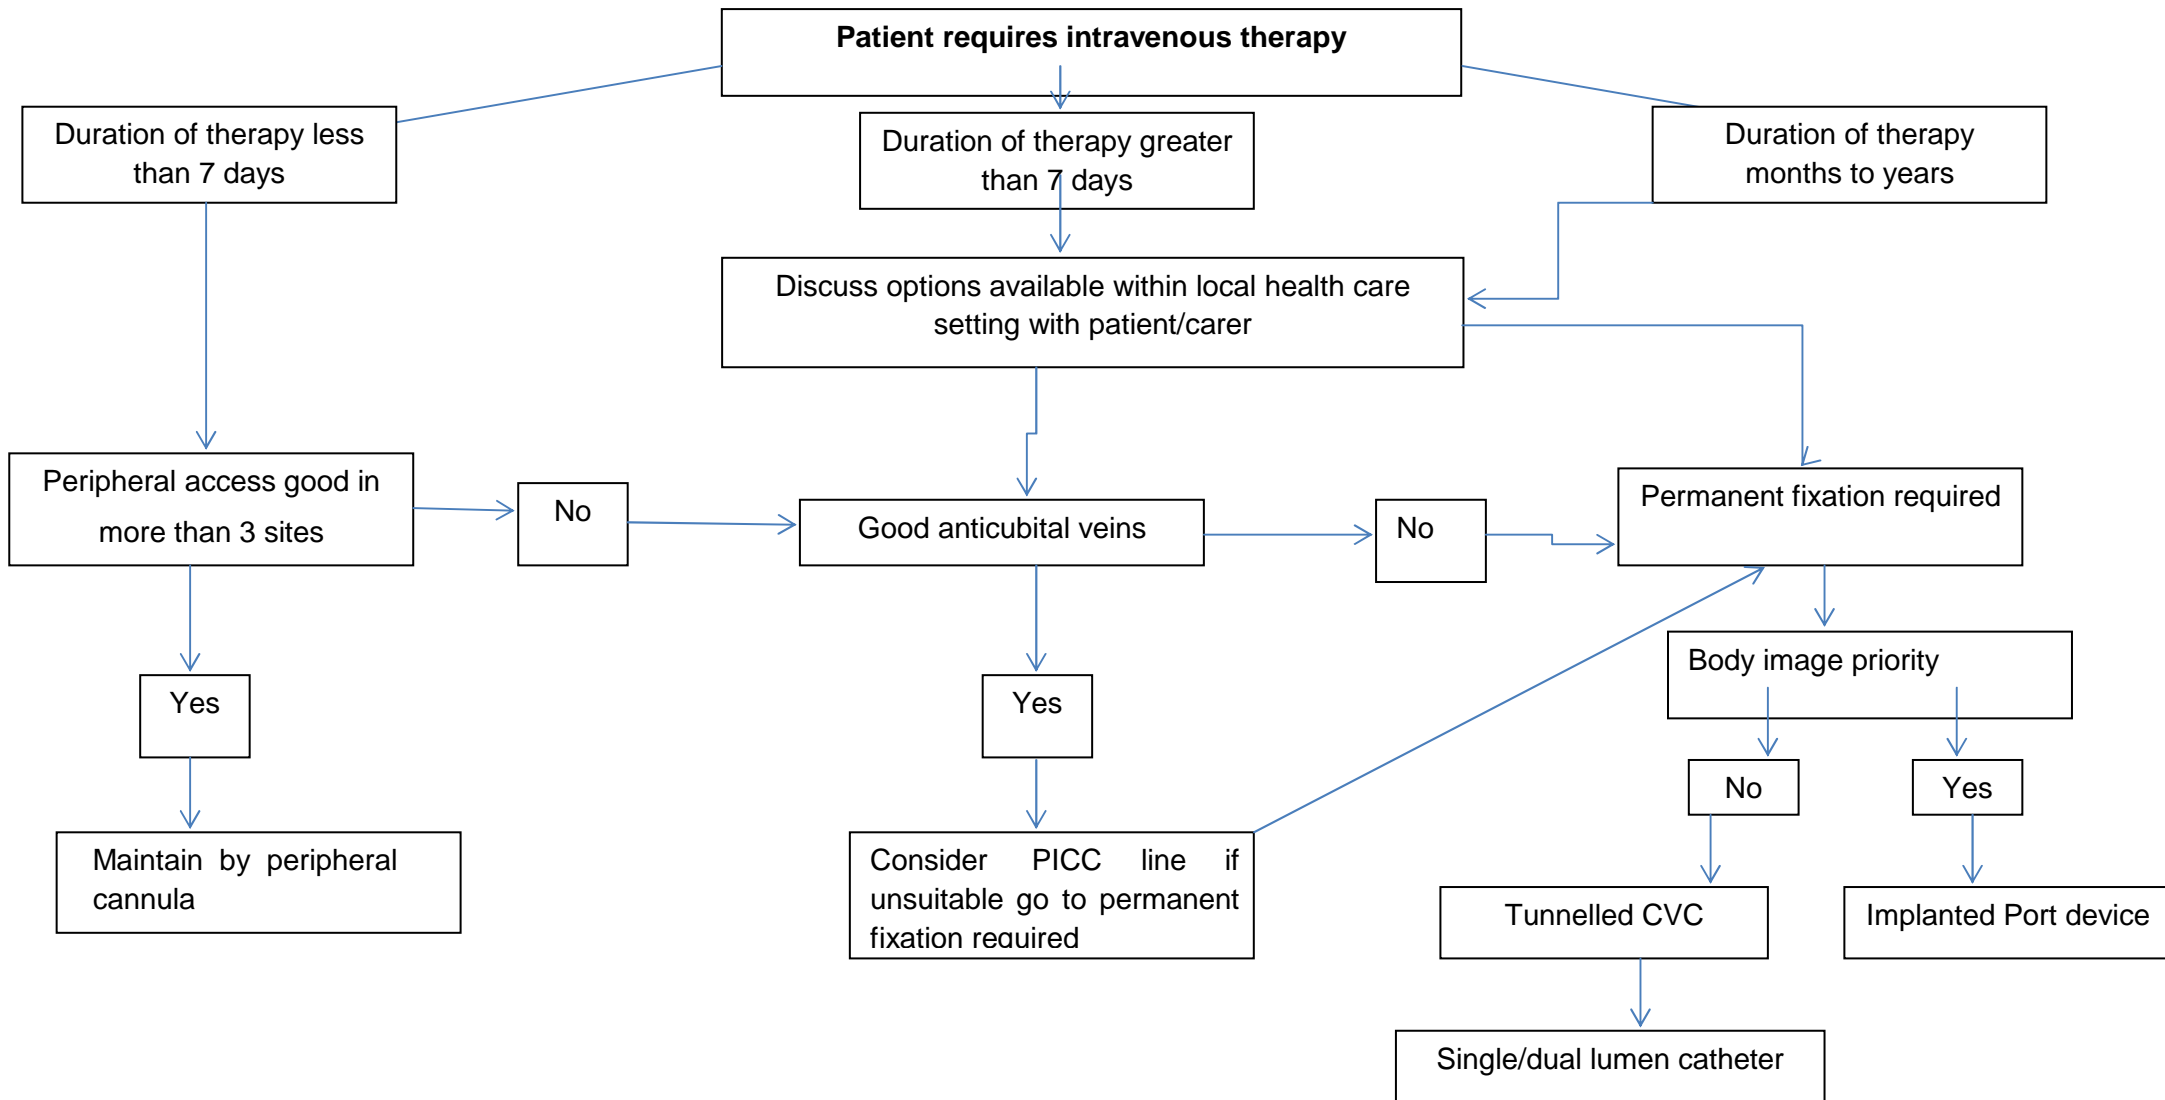 Patient requires intravenous therapy
Duration of therapy less
than 7 days
Duration of therapy greater
than 7 days
Duration of therapy
months to years
Discuss options available within local health care
setting with patient/carer
Peripheral access good in
more than 3 sites
No
Good anticubital veins
No
Permanent fixation required
Yes
Yes
Body image priority
No
Yes
Maintain by peripheral
cannula
Consider PICC line if
unsuitable go to permanent
fixation required
Tunnelled CVC
Implanted Port device
Single/dual lumen catheter